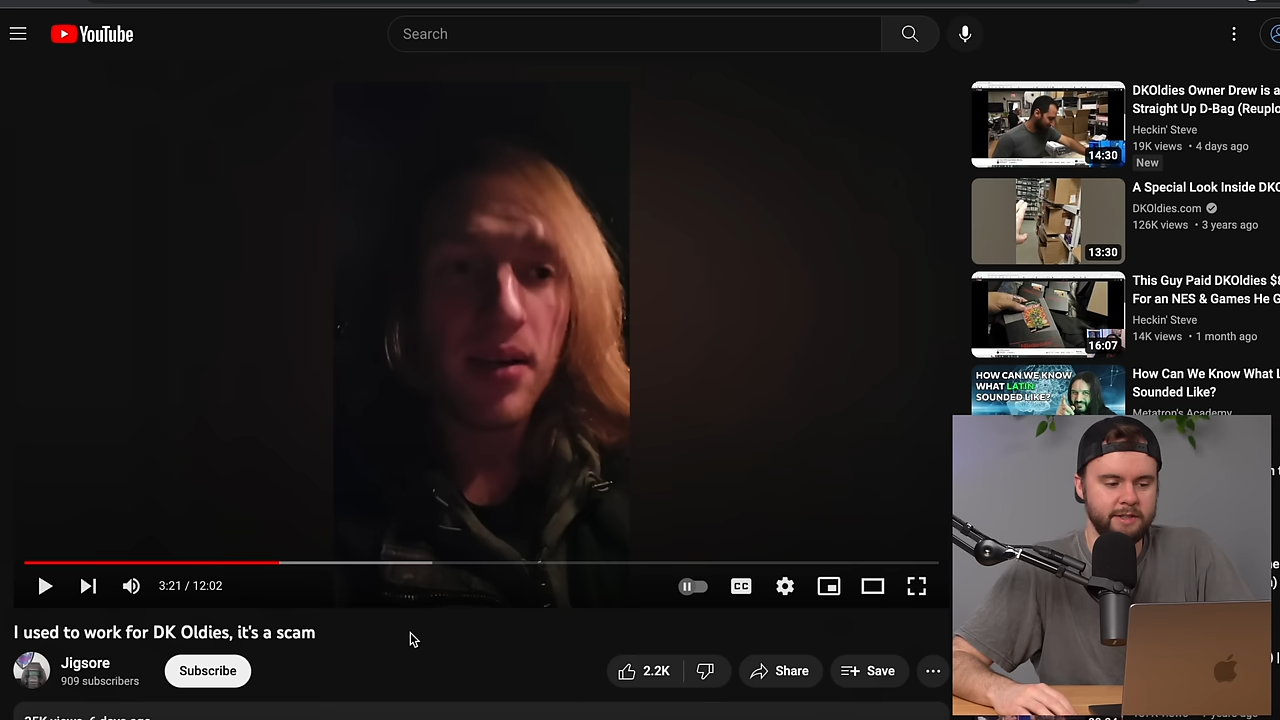 YouTube
Search
DKOldies Owner Drew is a
Straight Up D-Bag (Reuplo
Heckin' Steve
19K views • 4 days ago
New
14:30
A Special Look Inside DKO
DKOldies.com
126K views • 3 years ago
13:30
This Guy Paid DKOldies $
For an NES & Games He G
Heckin' Steve
14K views • 1 month ago
16:07
HOW CAN WE KNOW
WHAT LATIN
SOUNDED LIKE?
How Can We Know What L
Sounded Like?
Metatron's Academy
3:21 / 12:02
CC
I used to work for DK Oldies, it's a scam
Jigsore
909 subscribers
Subscribe
2.2K
Share
Save